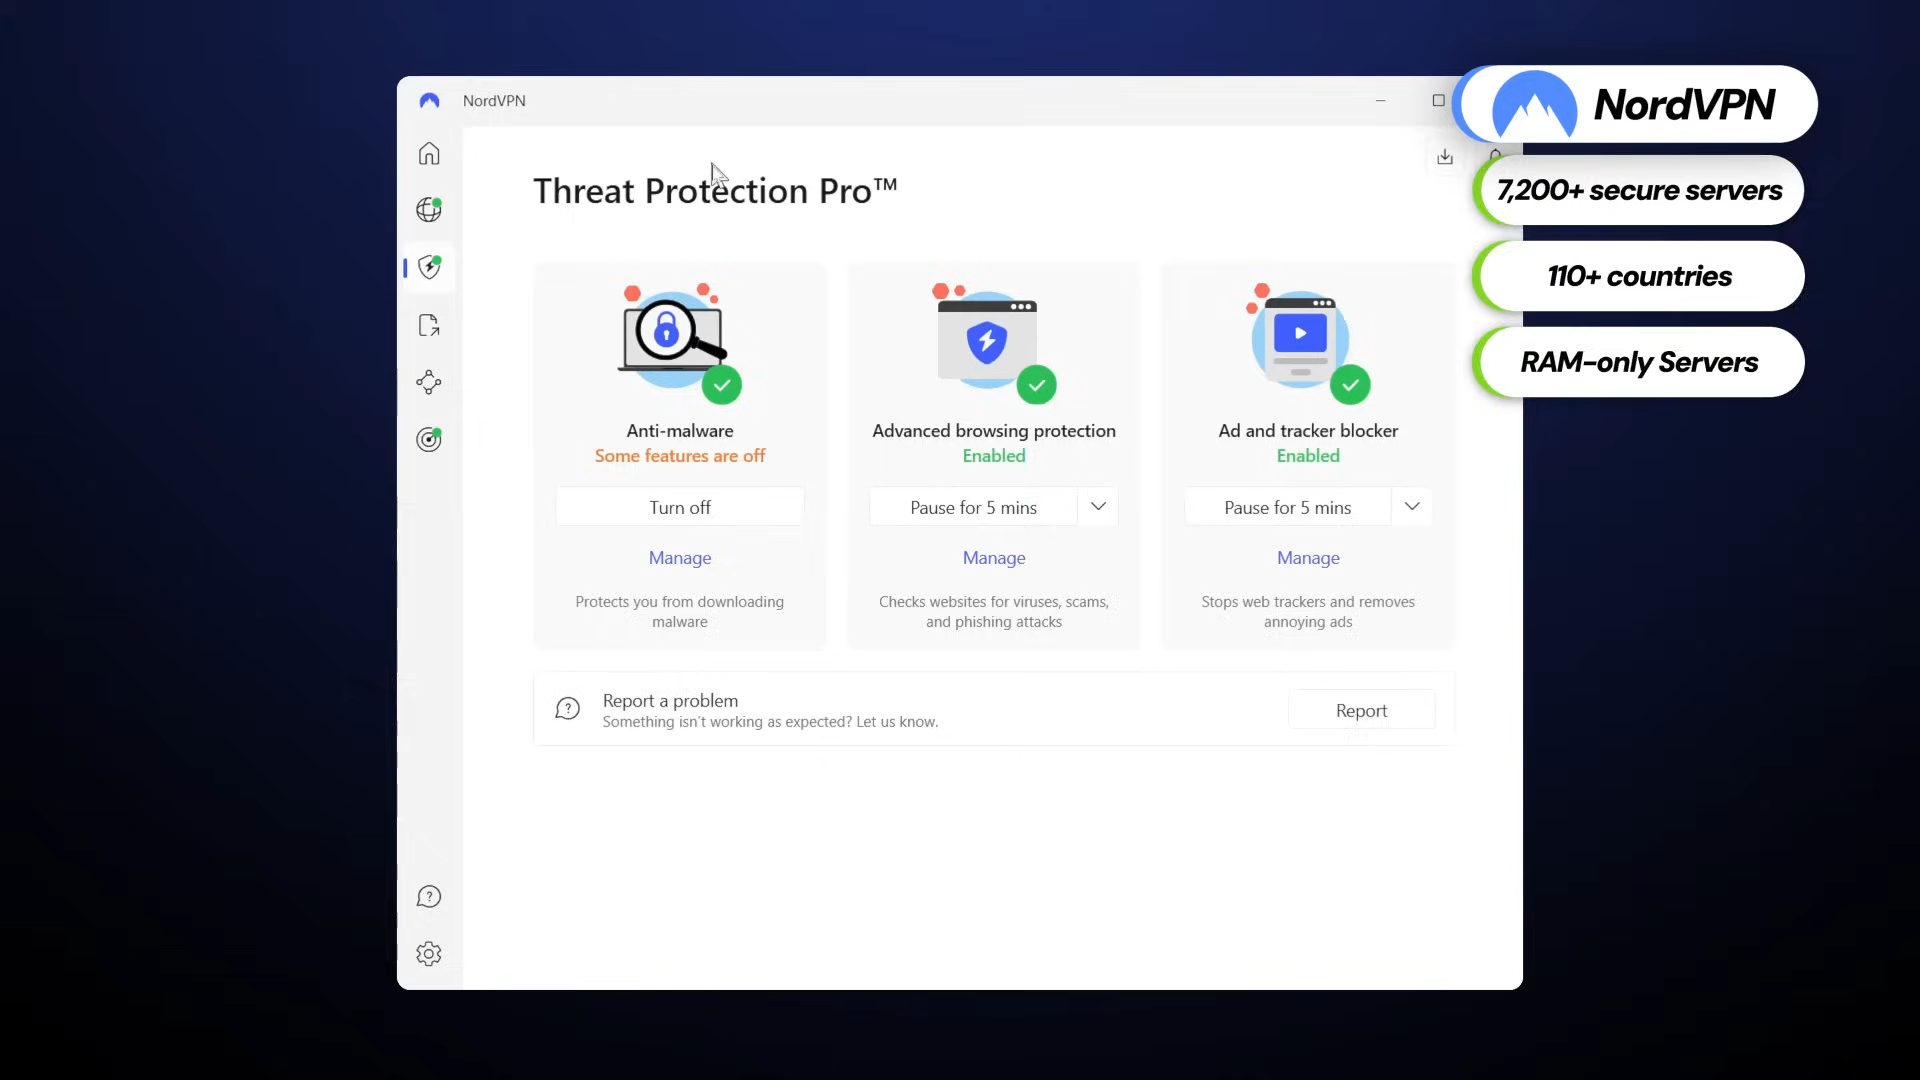 NordVPN
NordVPN
7,200+ secure servers
110+ countries
RAM-only Servers
Threat Protection Pro™
Anti-malware
Some features are off
Turn off
Manage
Protects you from downloading
malware
Advanced browsing protection
Enabled
Pause for 5 mins
Manage
Checks websites for viruses, scams,
and phishing attacks
Ad and tracker blocker
Enabled
Pause for 5 mins
Manage
Stops web trackers and removes
annoying ads
Report a problem
Something isn't working as expected? Let us know.
Report